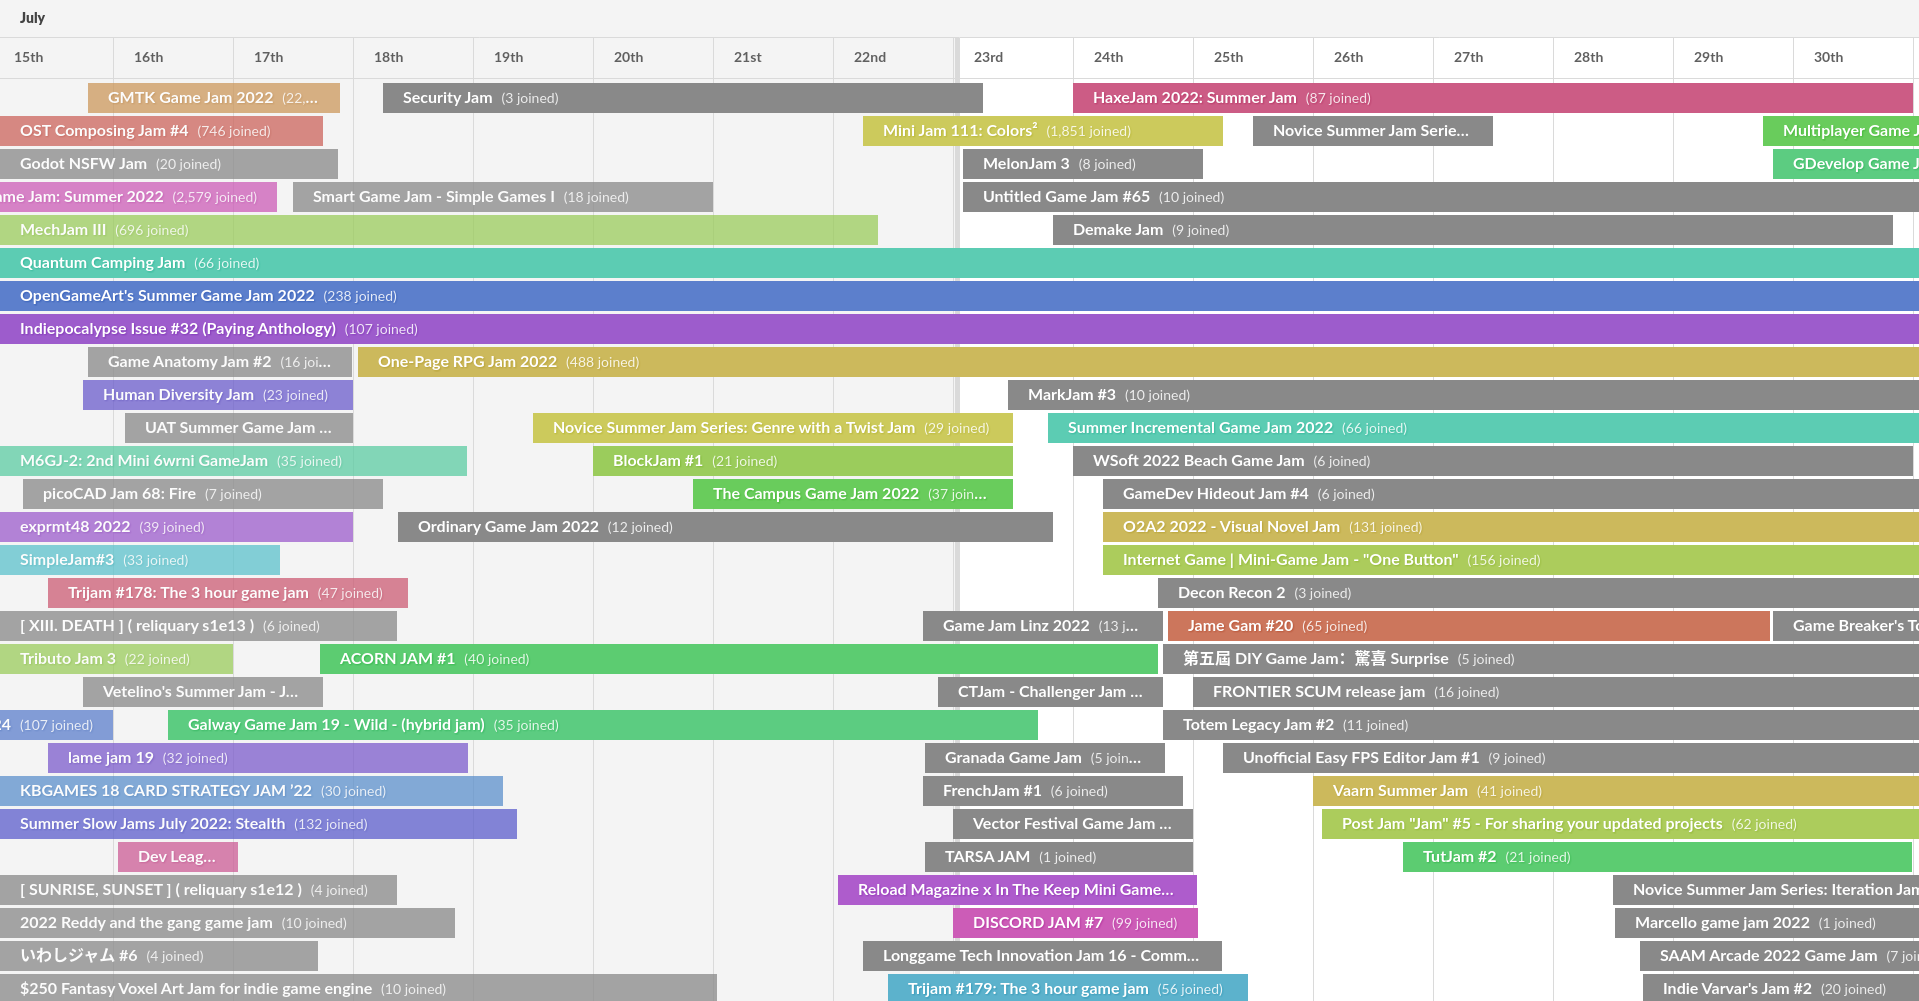 July
15th 16th 17th 18th 19th 20th 21st 22nd 23rd 24th 25th 26th 27th 28th 29th 30th
GMTK Game Jam 2022 (22,... Security Jam (3 joined) HaxeJam 2022: Summer Jam (87 joined)
OST Composing Jam #4 (746 joined) Mini Jam 111: Colors² (1,851 joined) Novice Summer Jam Serie... Multiplayer Game J
Godot NSFW Jam (20 joined) MelonJam 3 (8 joined) GDevelop Game J
ame Jam: Summer 2022 (2,579 joined) Smart Game Jam - Simple Games I (18 joined) Untitled Game Jam #65 (10 joined)
MechJam III (696 joined) Demake Jam (9 joined)
Quantum Camping Jam (66 joined)
OpenGameArt's Summer Game Jam 2022 (238 joined)
Indiepocalypse Issue #32 (Paying Anthology) (107 joined)
Game Anatomy Jam #2 (16 joi... One-Page RPG Jam 2022 (488 joined)
Human Diversity Jam (23 joined) MarkJam #3 (10 joined)
UAT Summer Game Jam ... Novice Summer Jam Series: Genre with a Twist Jam (29 joined) Summer Incremental Game Jam 2022 (66 joined)
M6GJ-2: 2nd Mini 6wrni GameJam (35 joined) BlockJam #1 (21 joined) WSoft 2022 Beach Game Jam (6 joined)
picoCAD Jam 68: Fire (7 joined) The Campus Game Jam 2022 (37 join... GameDev Hideout Jam #4 (6 joined)
exprmt48 2022 (39 joined) Ordinary Game Jam 2022 (12 joined) O2A2 2022 - Visual Novel Jam (131 joined)
SimpleJam#3 (33 joined) Internet Game | Mini-Game Jam - "One Button" (156 joined)
Trijam #178: The 3 hour game jam (47 joined) Decon Recon 2 (3 joined)
[ XIII. DEATH ] ( reliquary s1e13 ) (6 joined) Game Jam Linz 2022 (13 j... Jame Gam #20 (65 joined) Game Breaker's To
Tributo Jam 3 (22 joined) ACORN JAM #1 (40 joined) 第五屆 DIY Game Jam：驚喜 Surprise (5 joined)
Vetelino's Summer Jam - J... CTJam - Challenger Jam ... FRONTIER SCUM release jam (16 joined)
24 (107 joined) Galway Game Jam 19 - Wild - (hybrid jam) (35 joined) Totem Legacy Jam #2 (11 joined)
lame jam 19 (32 joined) Granada Game Jam (5 join... Unofficial Easy FPS Editor Jam #1 (9 joined)
KBGAMES 18 CARD STRATEGY JAM '22 (30 joined) FrenchJam #1 (6 joined) Vaarn Summer Jam (41 joined)
Summer Slow Jams July 2022: Stealth (132 joined) Vector Festival Game Jam ... Post Jam "Jam" #5 - For sharing your updated projects (62 joined)
Dev Leag... TARSA JAM (1 joined) TutJam #2 (21 joined)
[ SUNRISE, SUNSET ] ( reliquary s1e12 ) (4 joined) Reload Magazine x In The Keep Mini Game... Novice Summer Jam Series: Iteration Jam
2022 Reddy and the gang game jam (10 joined) DISCORD JAM #7 (99 joined) Marcello game jam 2022 (1 joined)
いわしジャム #6 (4 joined) Longgame Tech Innovation Jam 16 - Comm... SAAM Arcade 2022 Game Jam (7 joi
$250 Fantasy Voxel Art Jam for indie game engine (10 joined) Trijam #179: The 3 hour game jam (56 joined) Indie Varvar's Jam #2 (20 joined)